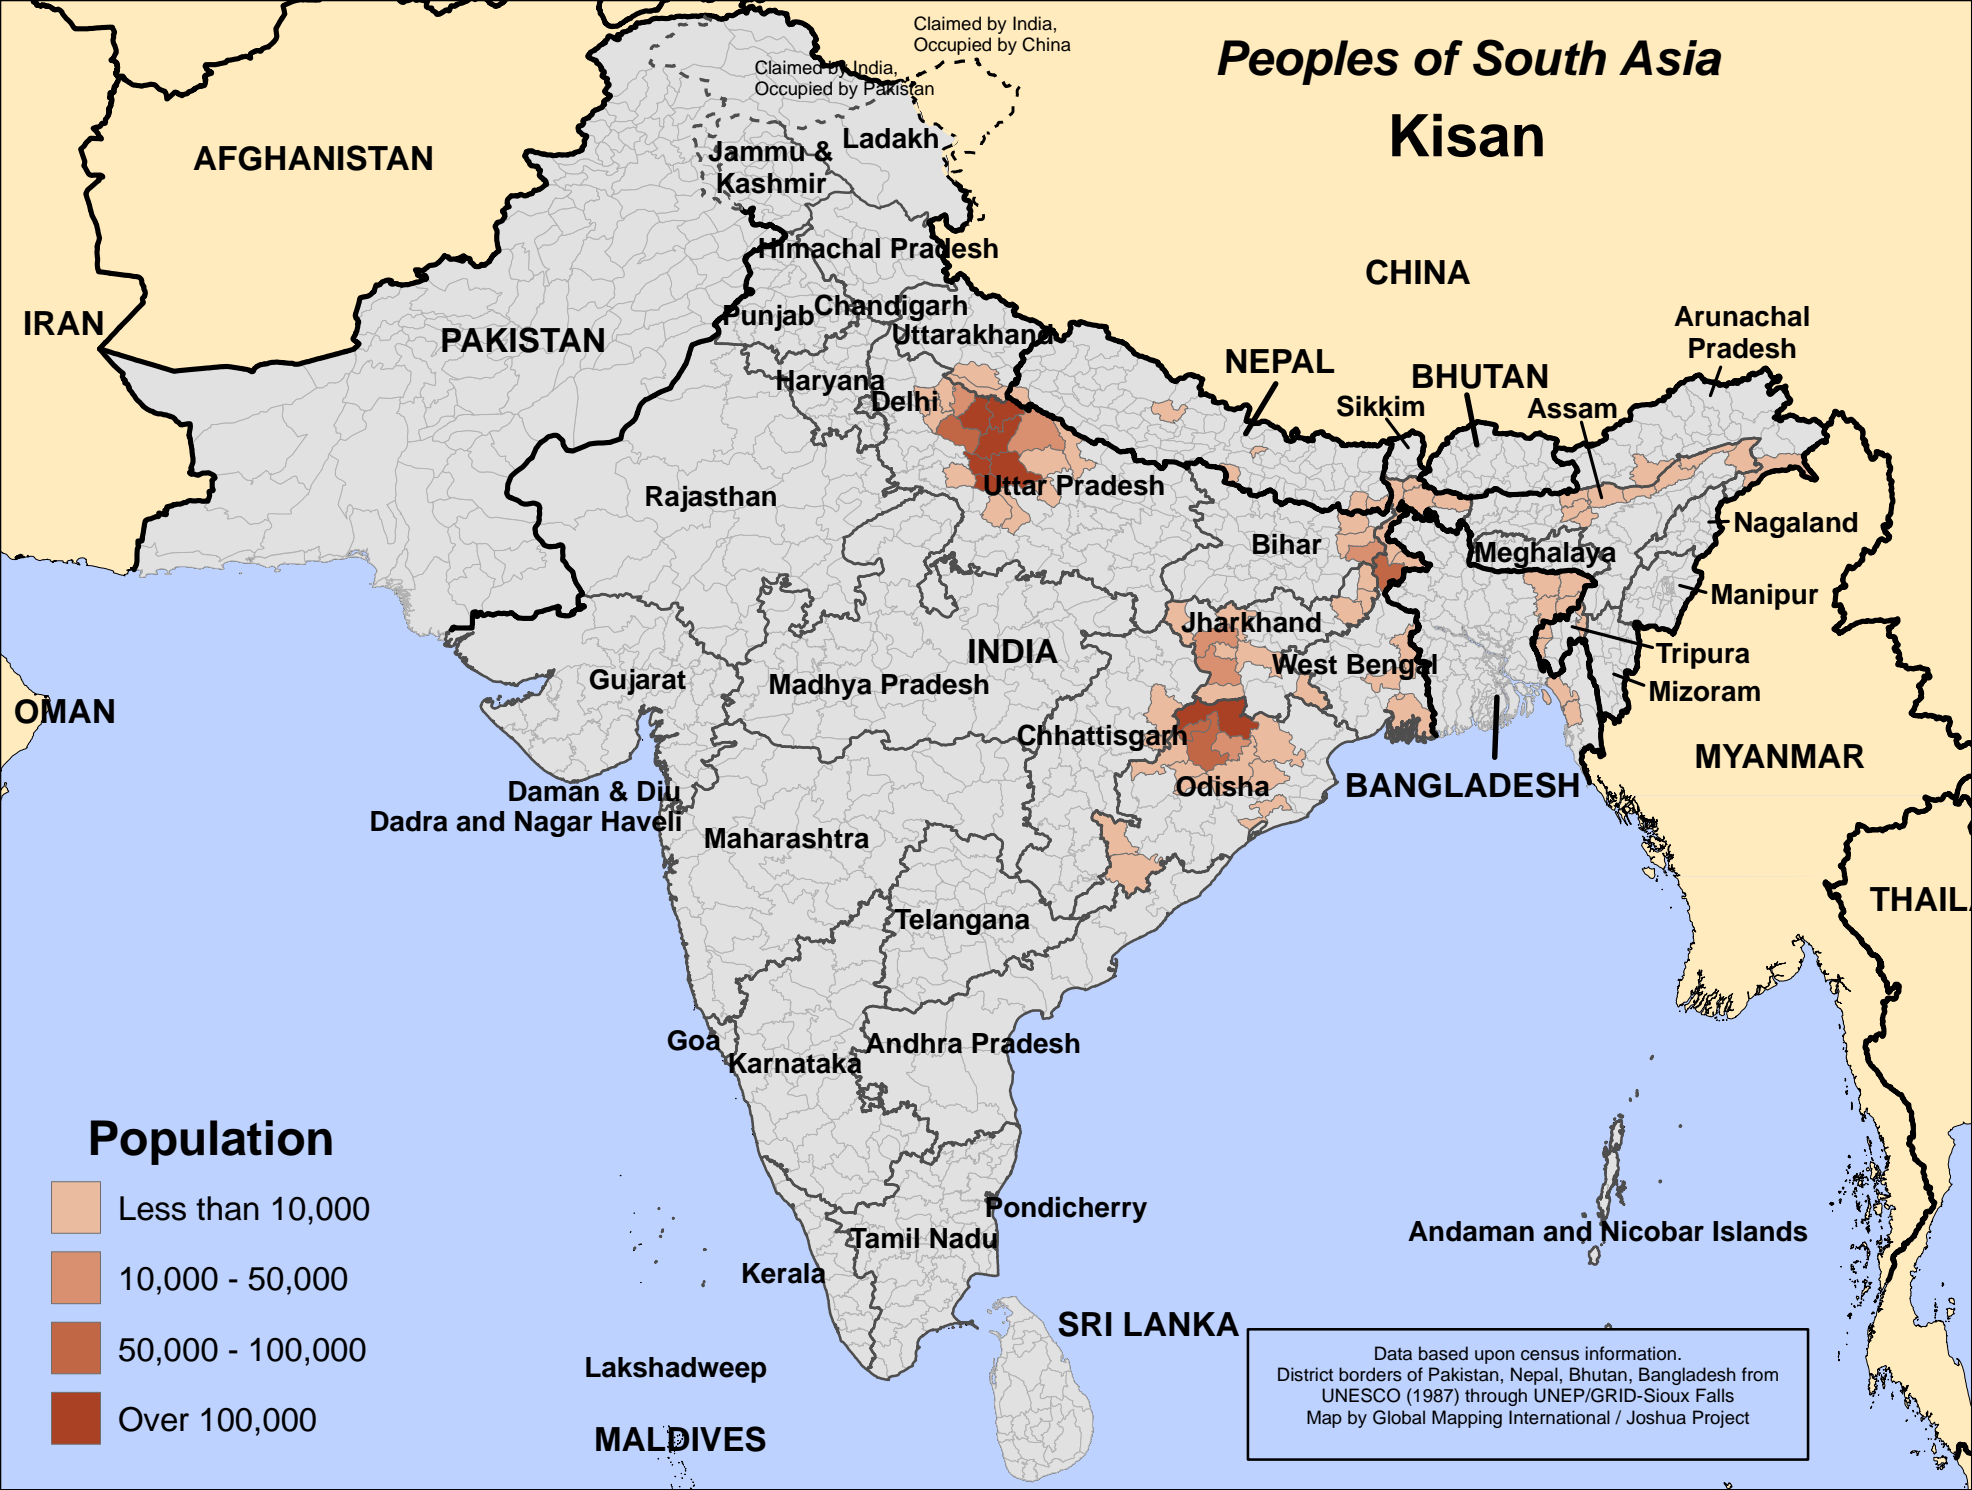 Claimed by India,
Occupied by China
Peoples of South Asia
Kisan
Claimed by India,
Occupied by Pakistan
Ladakh
Jammu &
Kashmir
AFGHANISTAN
Himachal Pradesh
CHINA
IRAN
PAKISTAN
Punjab
Chandigarh
Uttarakhand
Arunachal
Pradesh
NEPAL
BHUTAN
Haryana
Delhi
Sikkim
Assam
Rajasthan
Uttar Pradesh
Nagaland
Bihar
Meghalaya
Manipur
Jharkhand
INDIA
West Bengal
Tripura
Gujarat
Madhya Pradesh
Mizoram
OMAN
Chhattisgarh
MYANMAR
Odisha
BANGLADESH
Daman & Diu
Dadra and Nagar Haveli
Maharashtra
THAIL
Telangana
Goa
Karnataka
Andhra Pradesh
Population
Less than 10,000
10,000 - 50,000
50,000 - 100,000
Over 100,000
Pondicherry
Tamil Nadu
Kerala
Andaman and Nicobar Islands
SRI LANKA
Lakshadweep
MALDIVES
Data based upon census information.
District borders of Pakistan, Nepal, Bhutan, Bangladesh from
UNESCO (1987) through UNEP/GRID-Sioux Falls
Map by Global Mapping International / Joshua Project